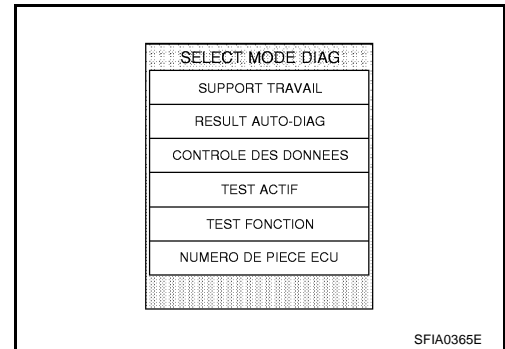 SELECT MODE DIAG
SUPPORT TRAVAIL
RESULT AUTO-DIAG
CONTROLE DES DONNEES
TEST ACTIF
TEST FONCTION
NUMERO DE PIECE ECU
SFIA0365E